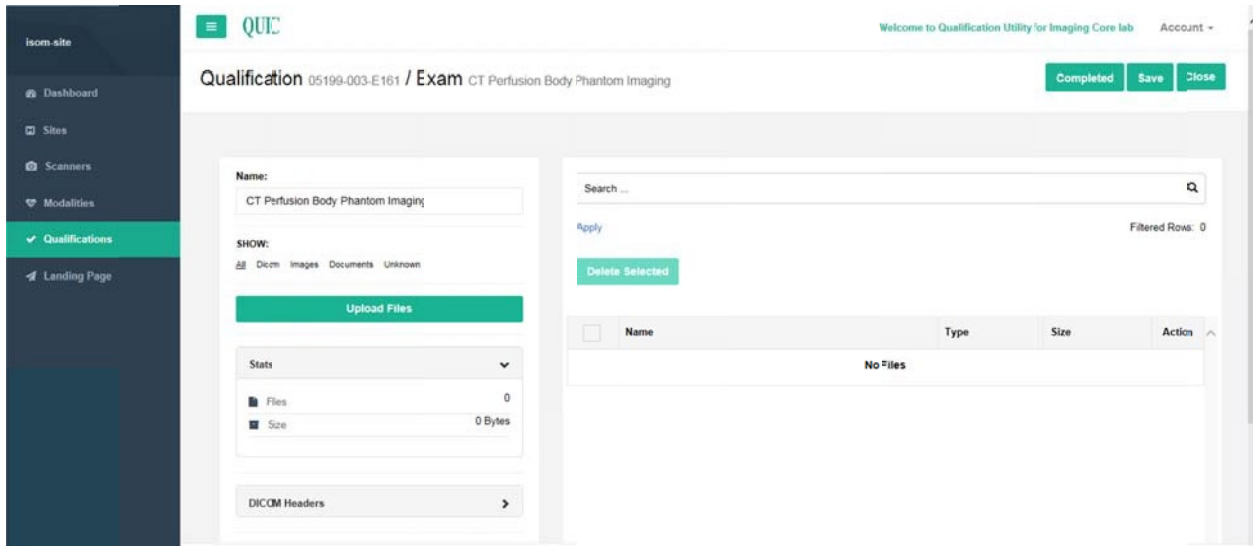 isom-site
Dashboard
Sites
Scanners
Modalities
Qualifications
Landing Page
QUIC
Welcome to Qualification Utility for Imaging Core lab
Account
Qualification 05199-003-E161 / Exam CT Perfusion Body Phantom Imaging
Completed
Save
Close
Name:
CT Perfusion Body Phantom Imaging
SHOW:
All Dicom Images Documents Unknown
Upload Files
Stats
Files 0
Size 0 Bytes
DICOM Headers
Search ...
Apply
Filtered Rows: 0
Delete Selected
Name Type Size Action
No Files